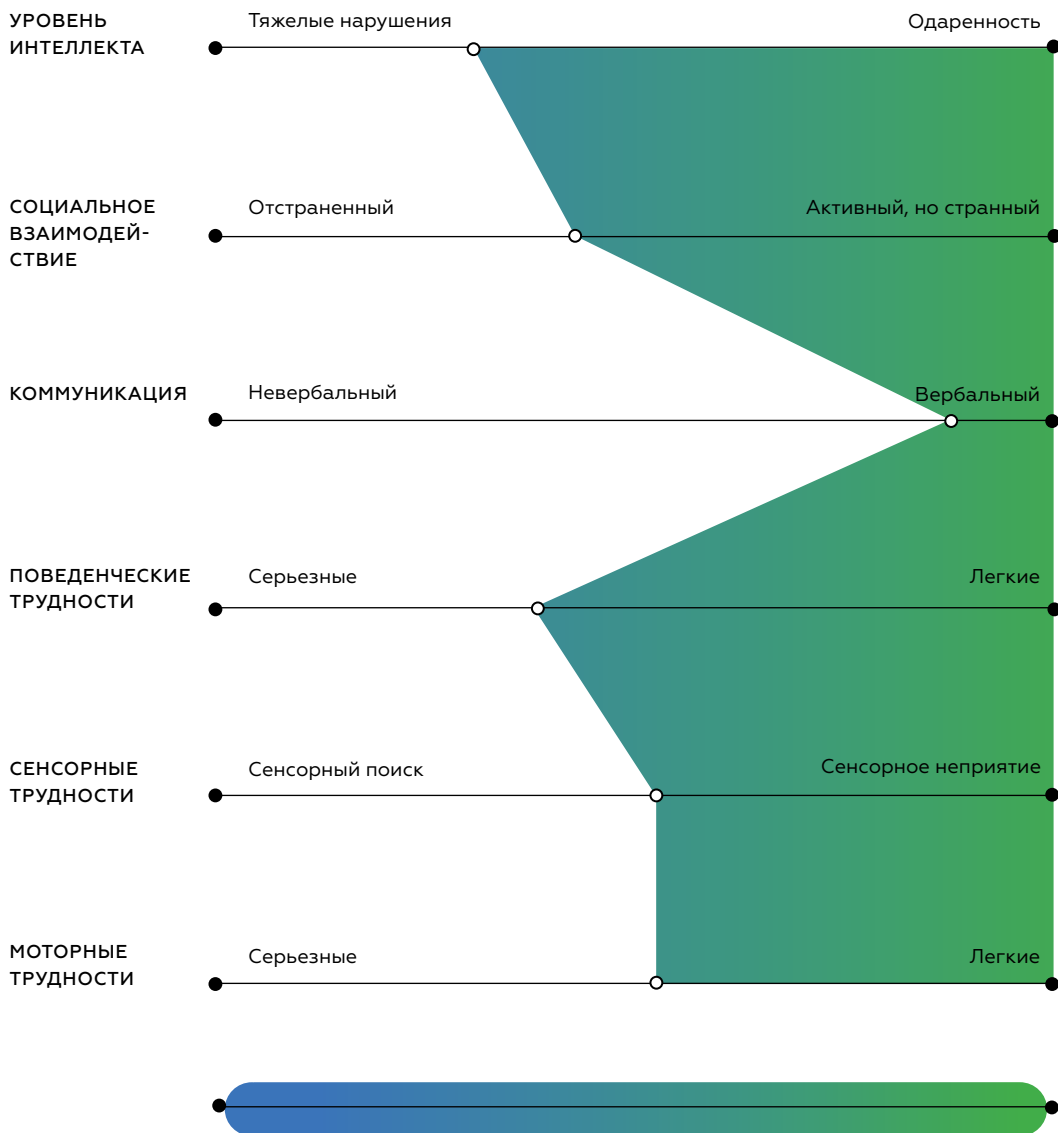 УРОВЕНЬ
ИНТЕЛЛЕКТА
Тяжелые нарушения
Одаренность
СОЦИАЛЬНОЕ
ВЗАИМОДЕЙ-
СТВИЕ
Отстраненный
Активный, но странный
КОММУНИКАЦИЯ
Невербальный
Вербальный
ПОВЕДЕНЧЕСКИЕ
ТРУДНОСТИ
Серьезные
Легкие
СЕНСОРНЫЕ
ТРУДНОСТИ
Сенсорный поиск
Сенсорное неприятие
МОТОРНЫЕ
ТРУДНОСТИ
Серьезные
Легкие